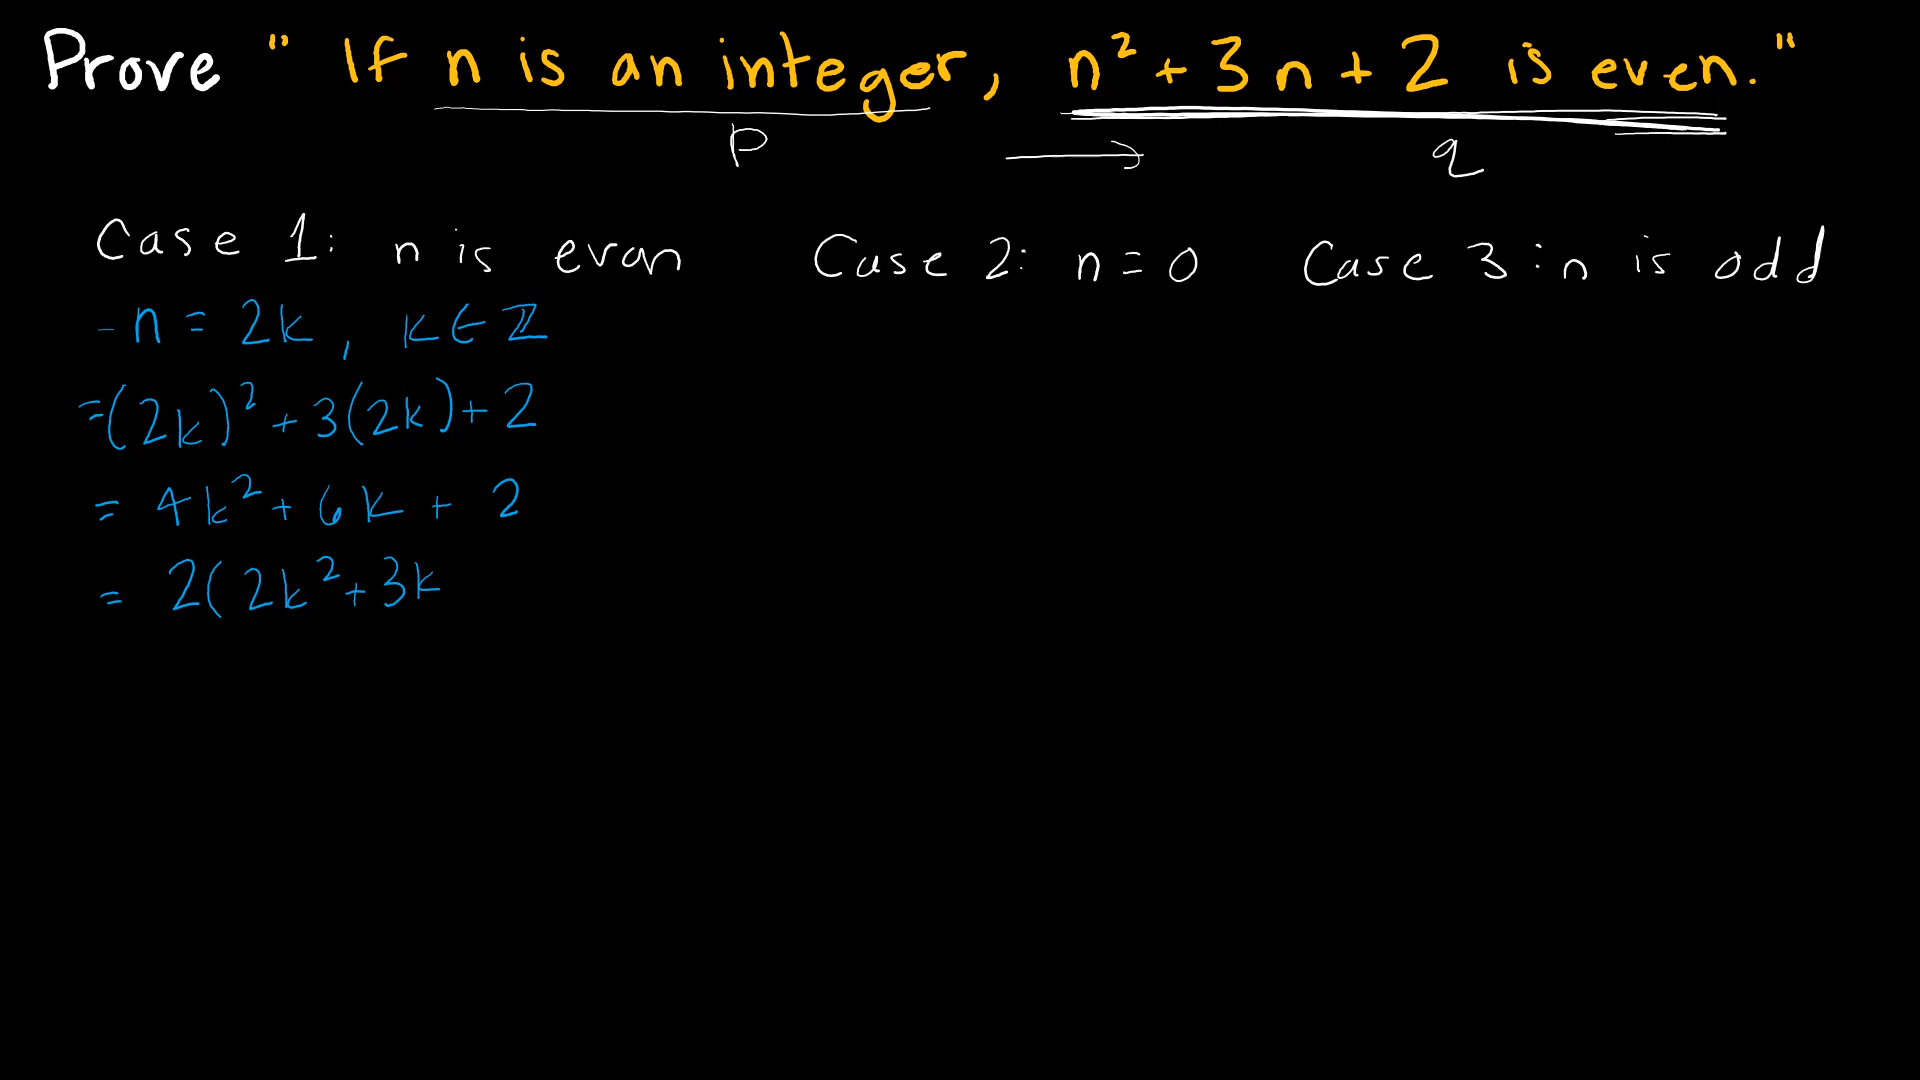 Prove " If n is an integer, n² + 3n + 2 is even."
p → q
Case 1: n is even
- n = 2k, k ∈ ℤ
=(2k)² + 3(2k) + 2
= 4k² + 6k + 2
= 2(2k² + 3k
Case 2: n = 0
Case 3: n is odd